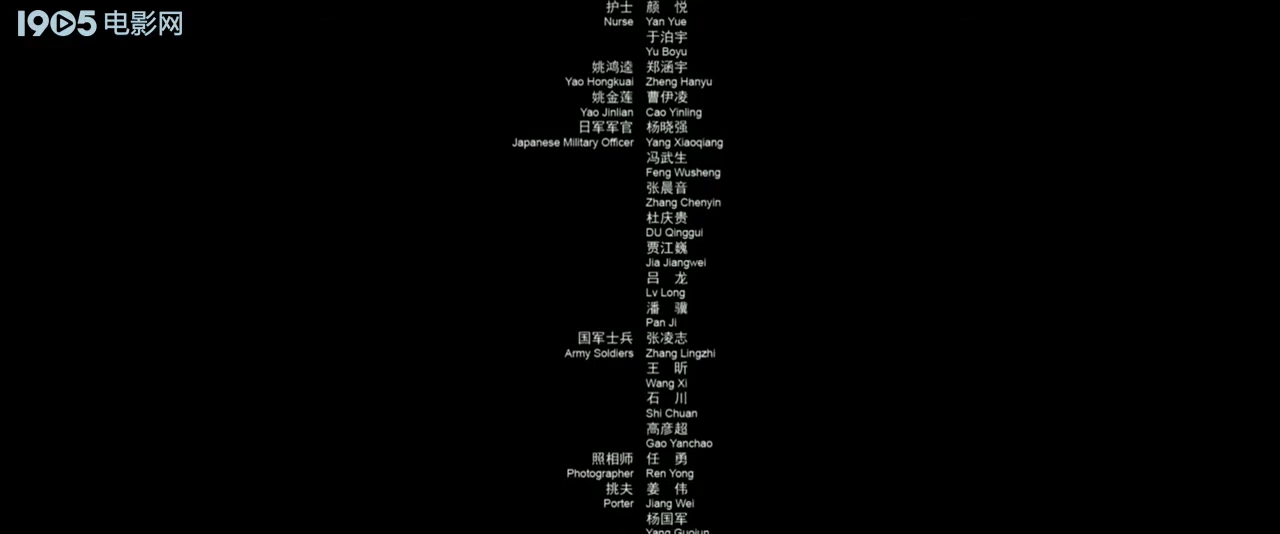 1905电影网
护士 颜 悦
Nurse Yan Yue
于泊宇
Yu Boyu
姚鸿逵 郑涵宇
Yao Hongkuai Zheng Hanyu
姚金莲 曹伊凌
Yao Jinlian Cao Yinling
日军军官 杨晓强
Japanese Military Officer Yang Xiaoqiang
冯武生
Feng Wusheng
张晨音
Zhang Chenyin
杜庆贵
DU Qinggui
贾江巍
Jia Jiangwei
吕 龙
Lv Long
潘 骥
Pan Ji
国军士兵 张凌志
Army Soldiers Zhang Lingzhi
王 昕
Wang Xi
石 川
Shi Chuan
高彦超
Gao Yanchao
照相师 任 勇
Photographer Ren Yong
挑夫 姜 伟
Porter Jiang Wei
杨国军
Yang Guojun